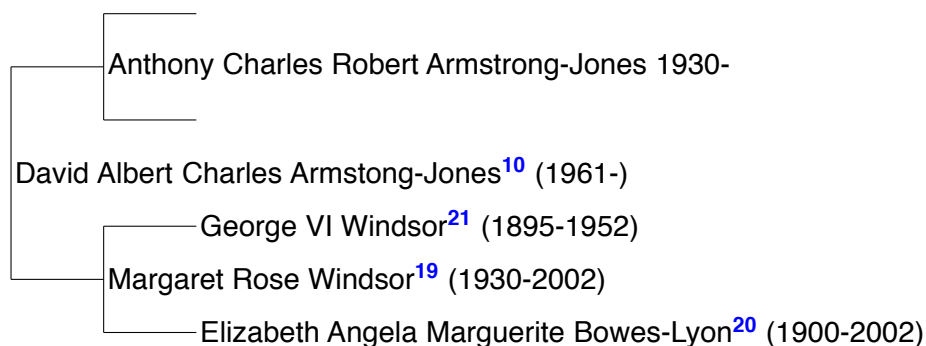 Anthony Charles Robert Armstrong-Jones 1930-
David Albert Charles Armstong-Jones10 (1961-)
George VI Windsor21 (1895-1952)
Margaret Rose Windsor19 (1930-2002)
Elizabeth Angela Marguerite Bowes-Lyon20 (1900-2002)